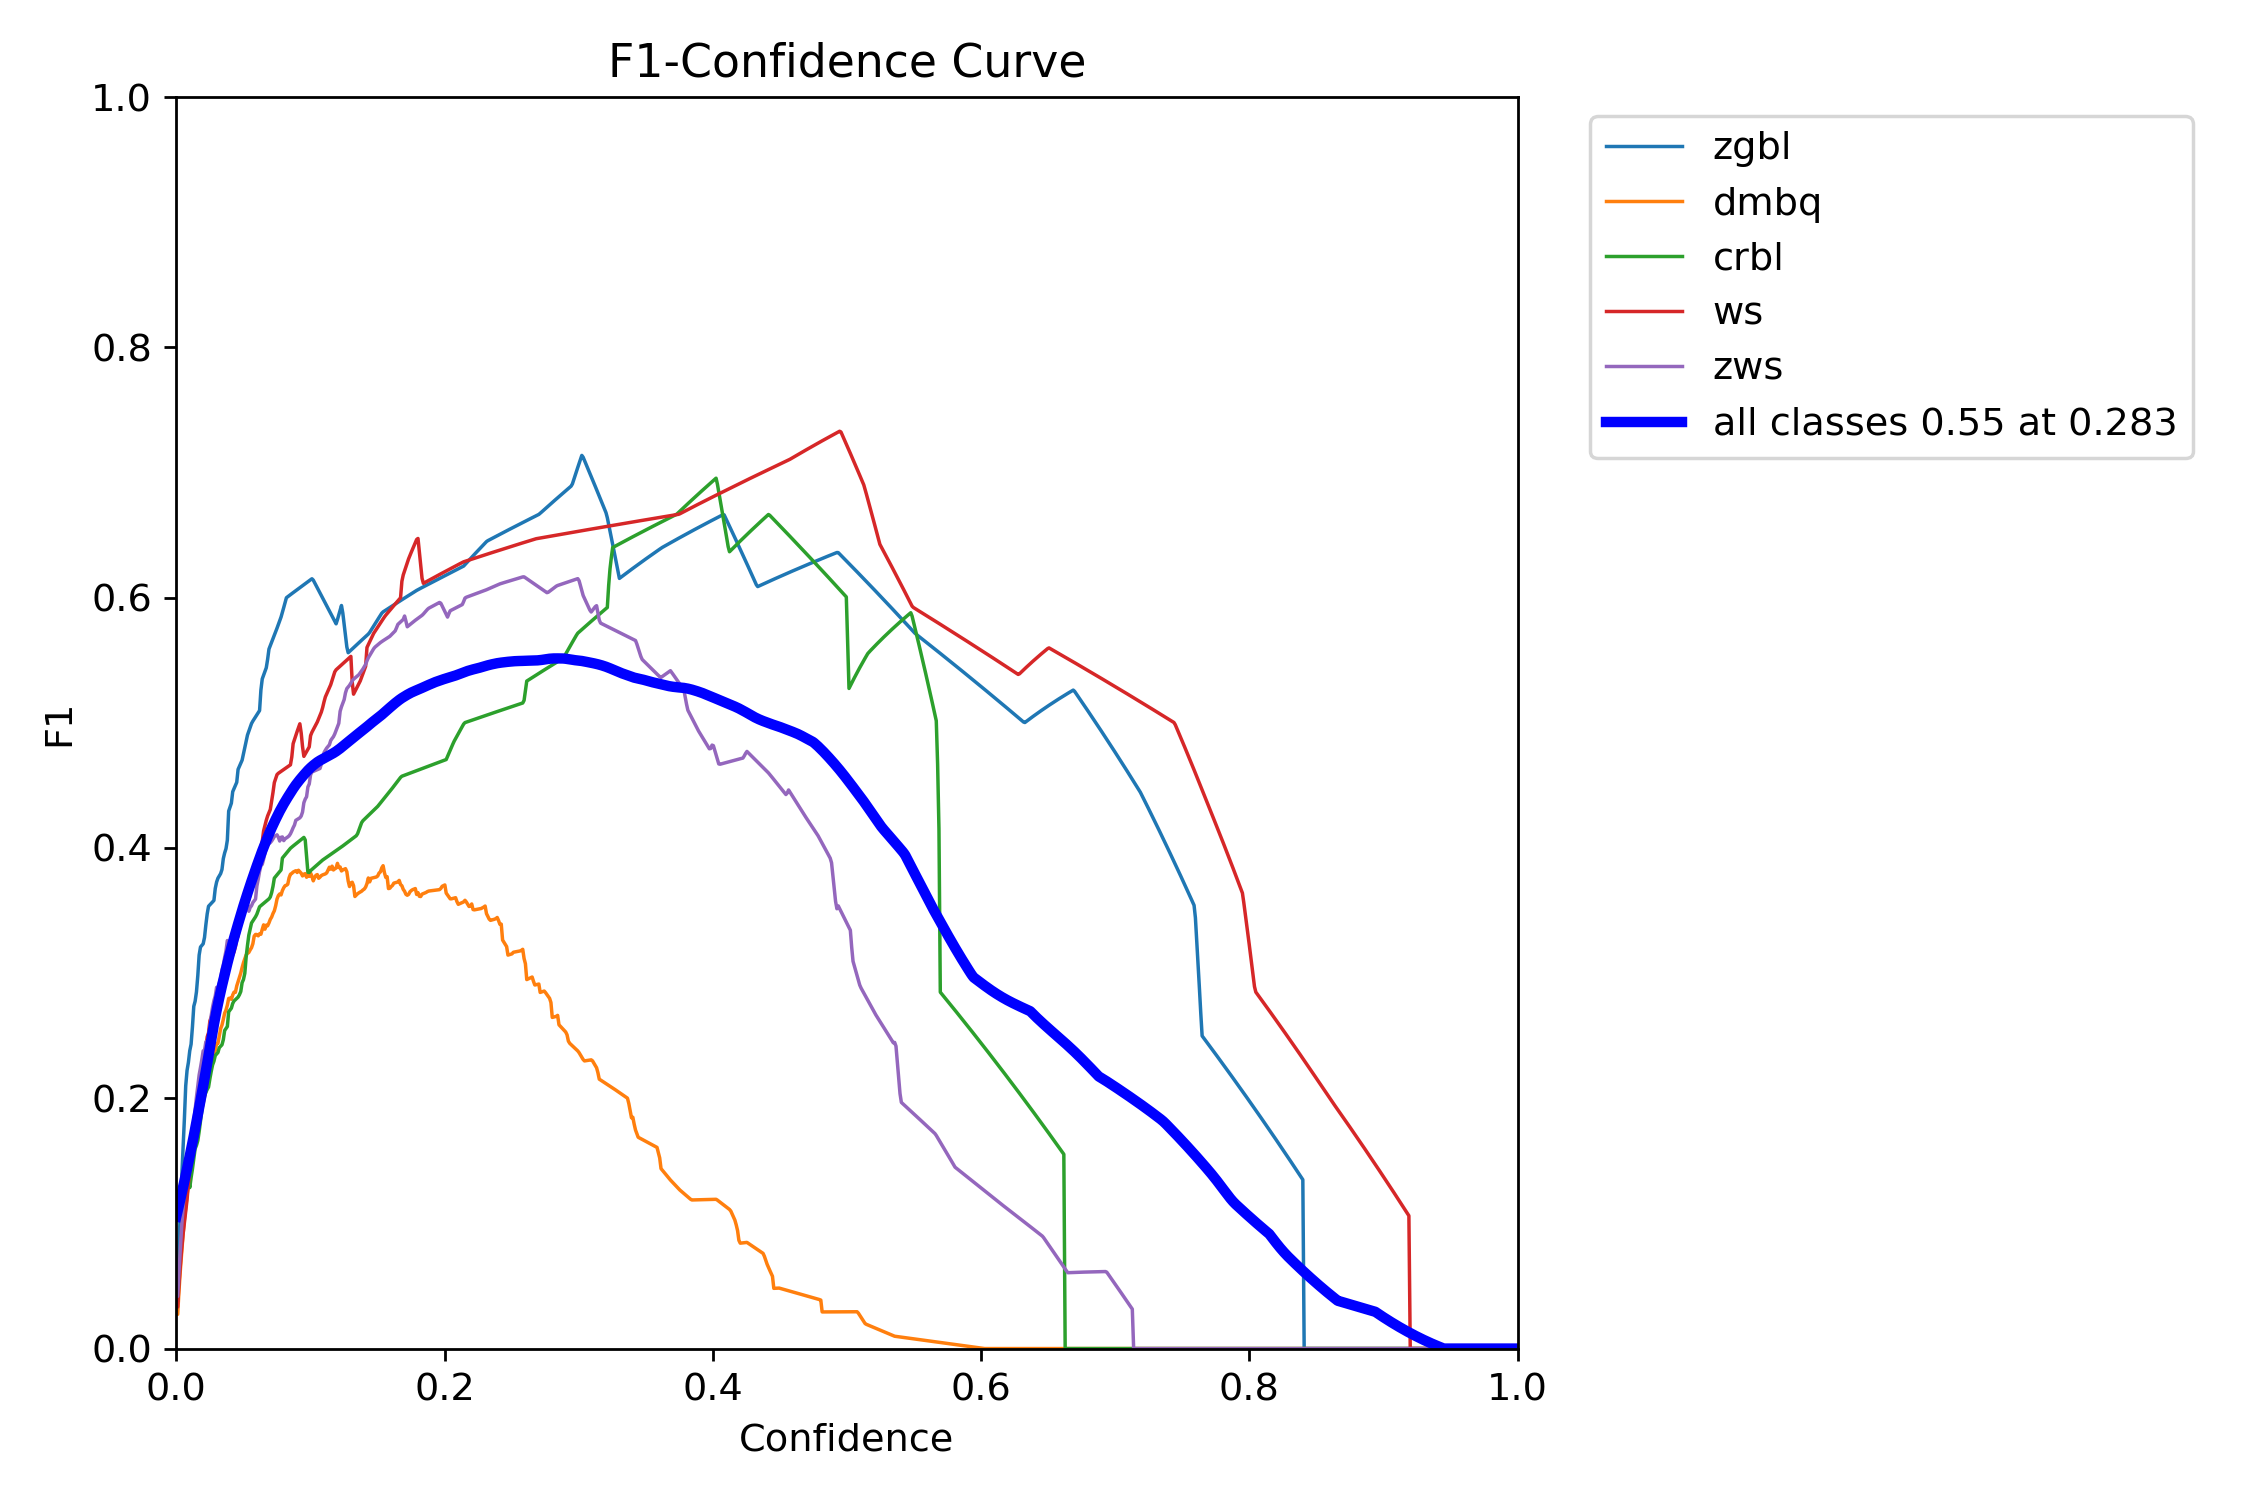 F1-Confidence Curve
1.0
0.8
0.6
0.4
0.2
0.0
F1
0.0 0.2 0.4 0.6 0.8 1.0
Confidence
zgbl
dmbq
crbl
ws
zws
all classes 0.55 at 0.283